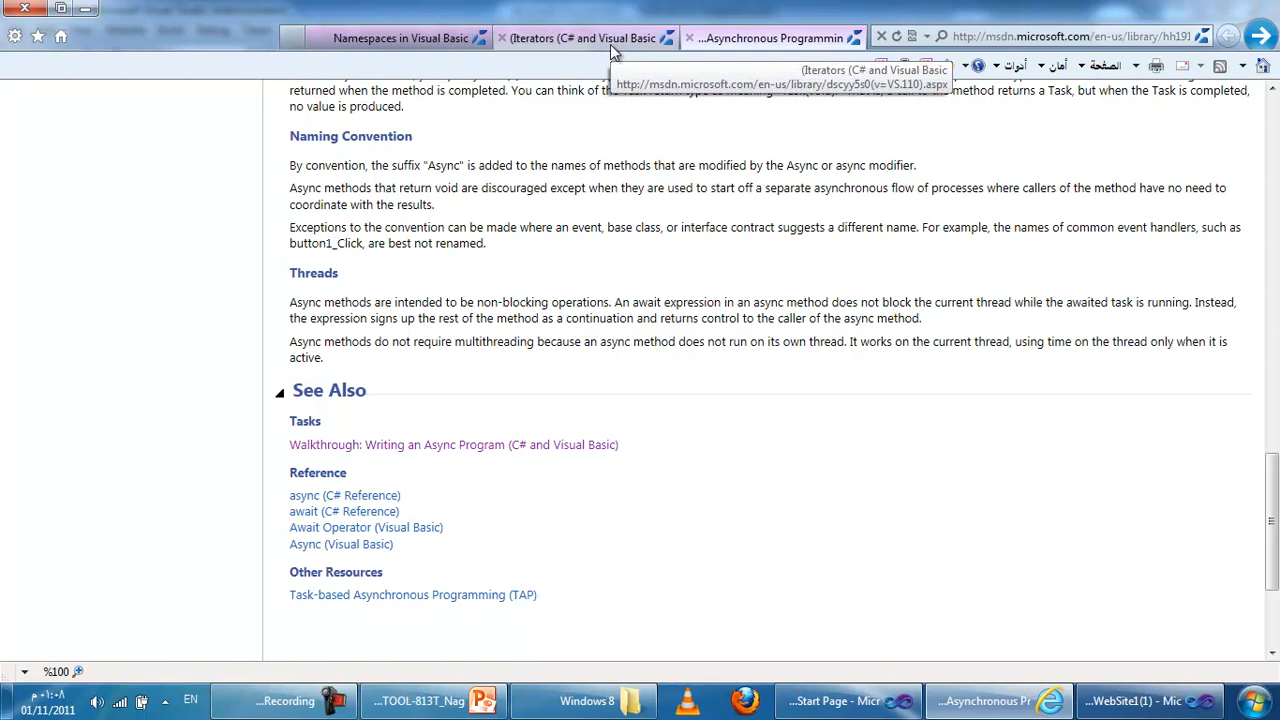 Namespaces in Visual Basic
(Iterators (C# and Visual Basic
...Asynchronous Programmin
http://msdn.microsoft.com/en-us/library/hh191
(Iterators (C# and Visual Basic
http://msdn.microsoft.com/en-us/library/dscyy5s0(v=VS.110).aspx
أدوات
أمان
الصفحة
returned when the method is completed. You can think of the
method returns a Task, but when the Task is completed,
no value is produced.
Naming Convention
By convention, the suffix "Async" is added to the names of methods that are modified by the Async or async modifier.
Async methods that return void are discouraged except when they are used to start off a separate asynchronous flow of processes where callers of the method have no need to
coordinate with the results.
Exceptions to the convention can be made where an event, base class, or interface contract suggests a different name. For example, the names of common event handlers, such as
button1_Click, are best not renamed.
Threads
Async methods are intended to be non-blocking operations. An await expression in an async method does not block the current thread while the awaited task is running. Instead,
the expression signs up the rest of the method as a continuation and returns control to the caller of the async method.
Async methods do not require multithreading because an async method does not run on its own thread. It works on the current thread, using time on the thread only when it is
active.
See Also
Tasks
Walkthrough: Writing an Async Program (C# and Visual Basic)
Reference
async (C# Reference)
await (C# Reference)
Await Operator (Visual Basic)
Async (Visual Basic)
Other Resources
Task-based Asynchronous Programming (TAP)
%100
٠١:٠٨ م
01/11/2011
EN
...Recording
...TOOL-813T_Nag
Windows 8
...Start Page - Micr
...Asynchronous Pr
...WebSite1(1) - Mic